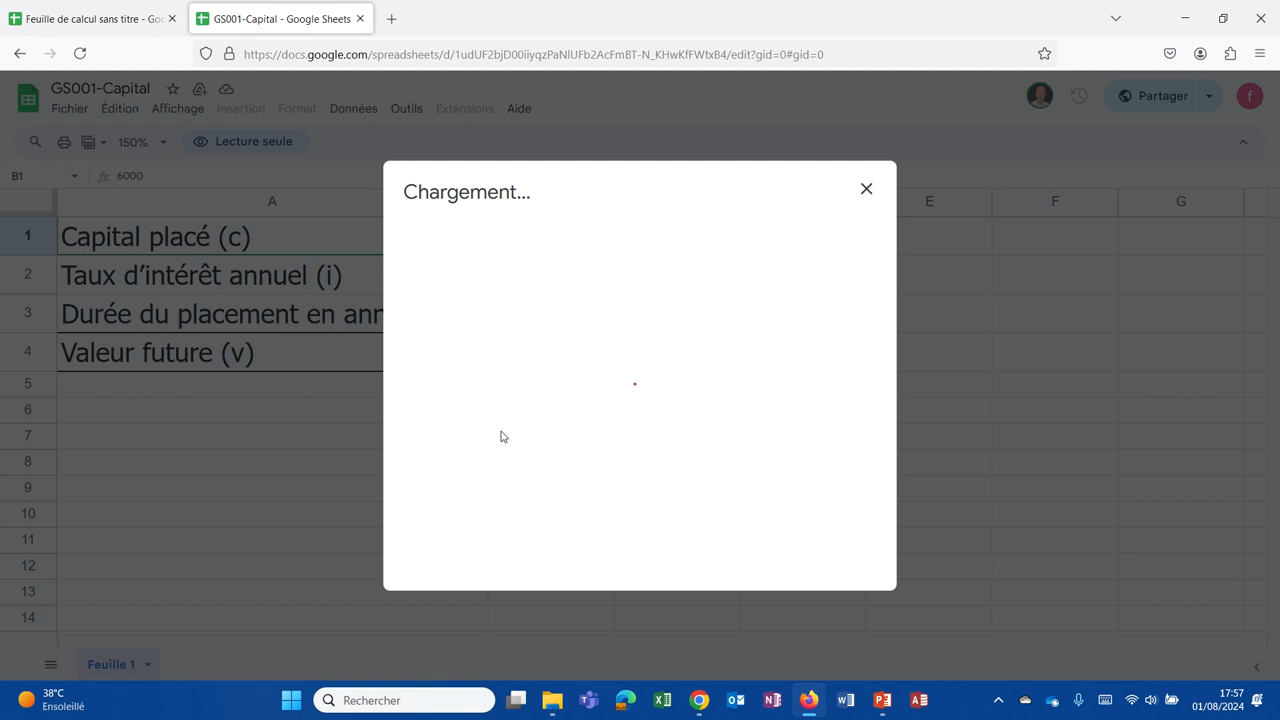 Feuille de calcul sans titre - Goo
GS001-Capital - Google Sheets
https://docs.google.com/spreadsheets/d/1udUF2bjD00iiyqzPaNlUFb2AcFmBT-N_KHwKfFWtxB4/edit?gid=0#gid=0
GS001-Capital
Fichier Édition Affichage Insertion Format Données Outils Extensions Aide
Partager
f
150%
Lecture seule
B1
fx 6000
A E F G
1 Capital placé (c)
2 Taux d'intérêt annuel (i)
3 Durée du placement en ann
4 Valeur future (v)
5
6
7
8
9
10
11
12
13
14
Chargement...
Feuille 1
38°C
Ensoleillé
Rechercher
17:57
01/08/2024